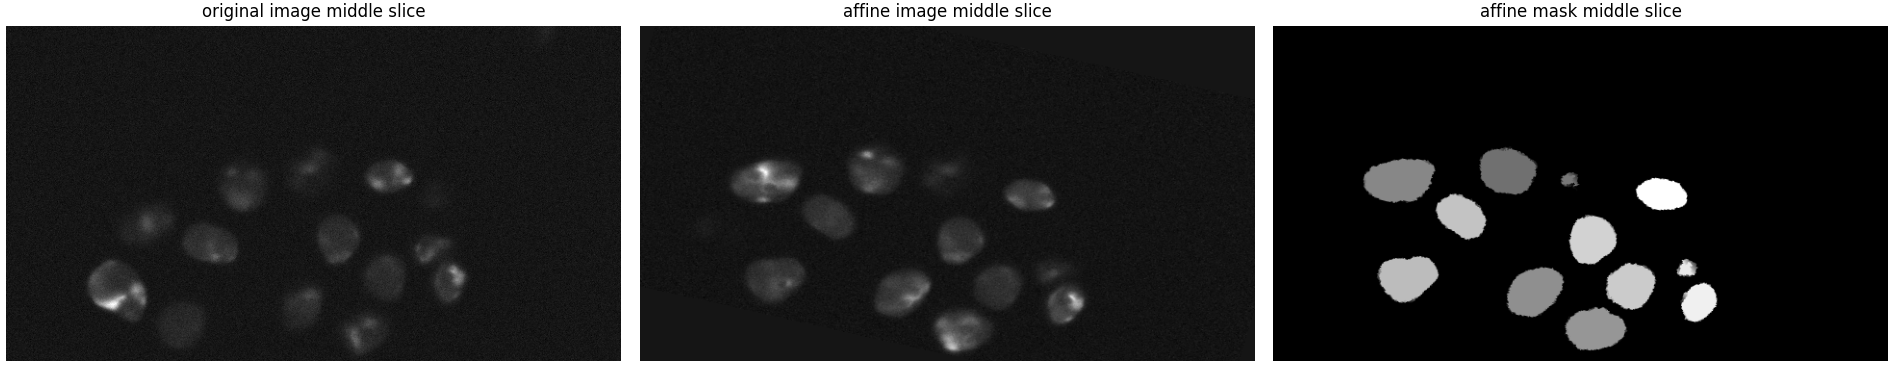 original image middle slice
affine image middle slice
affine mask middle slice